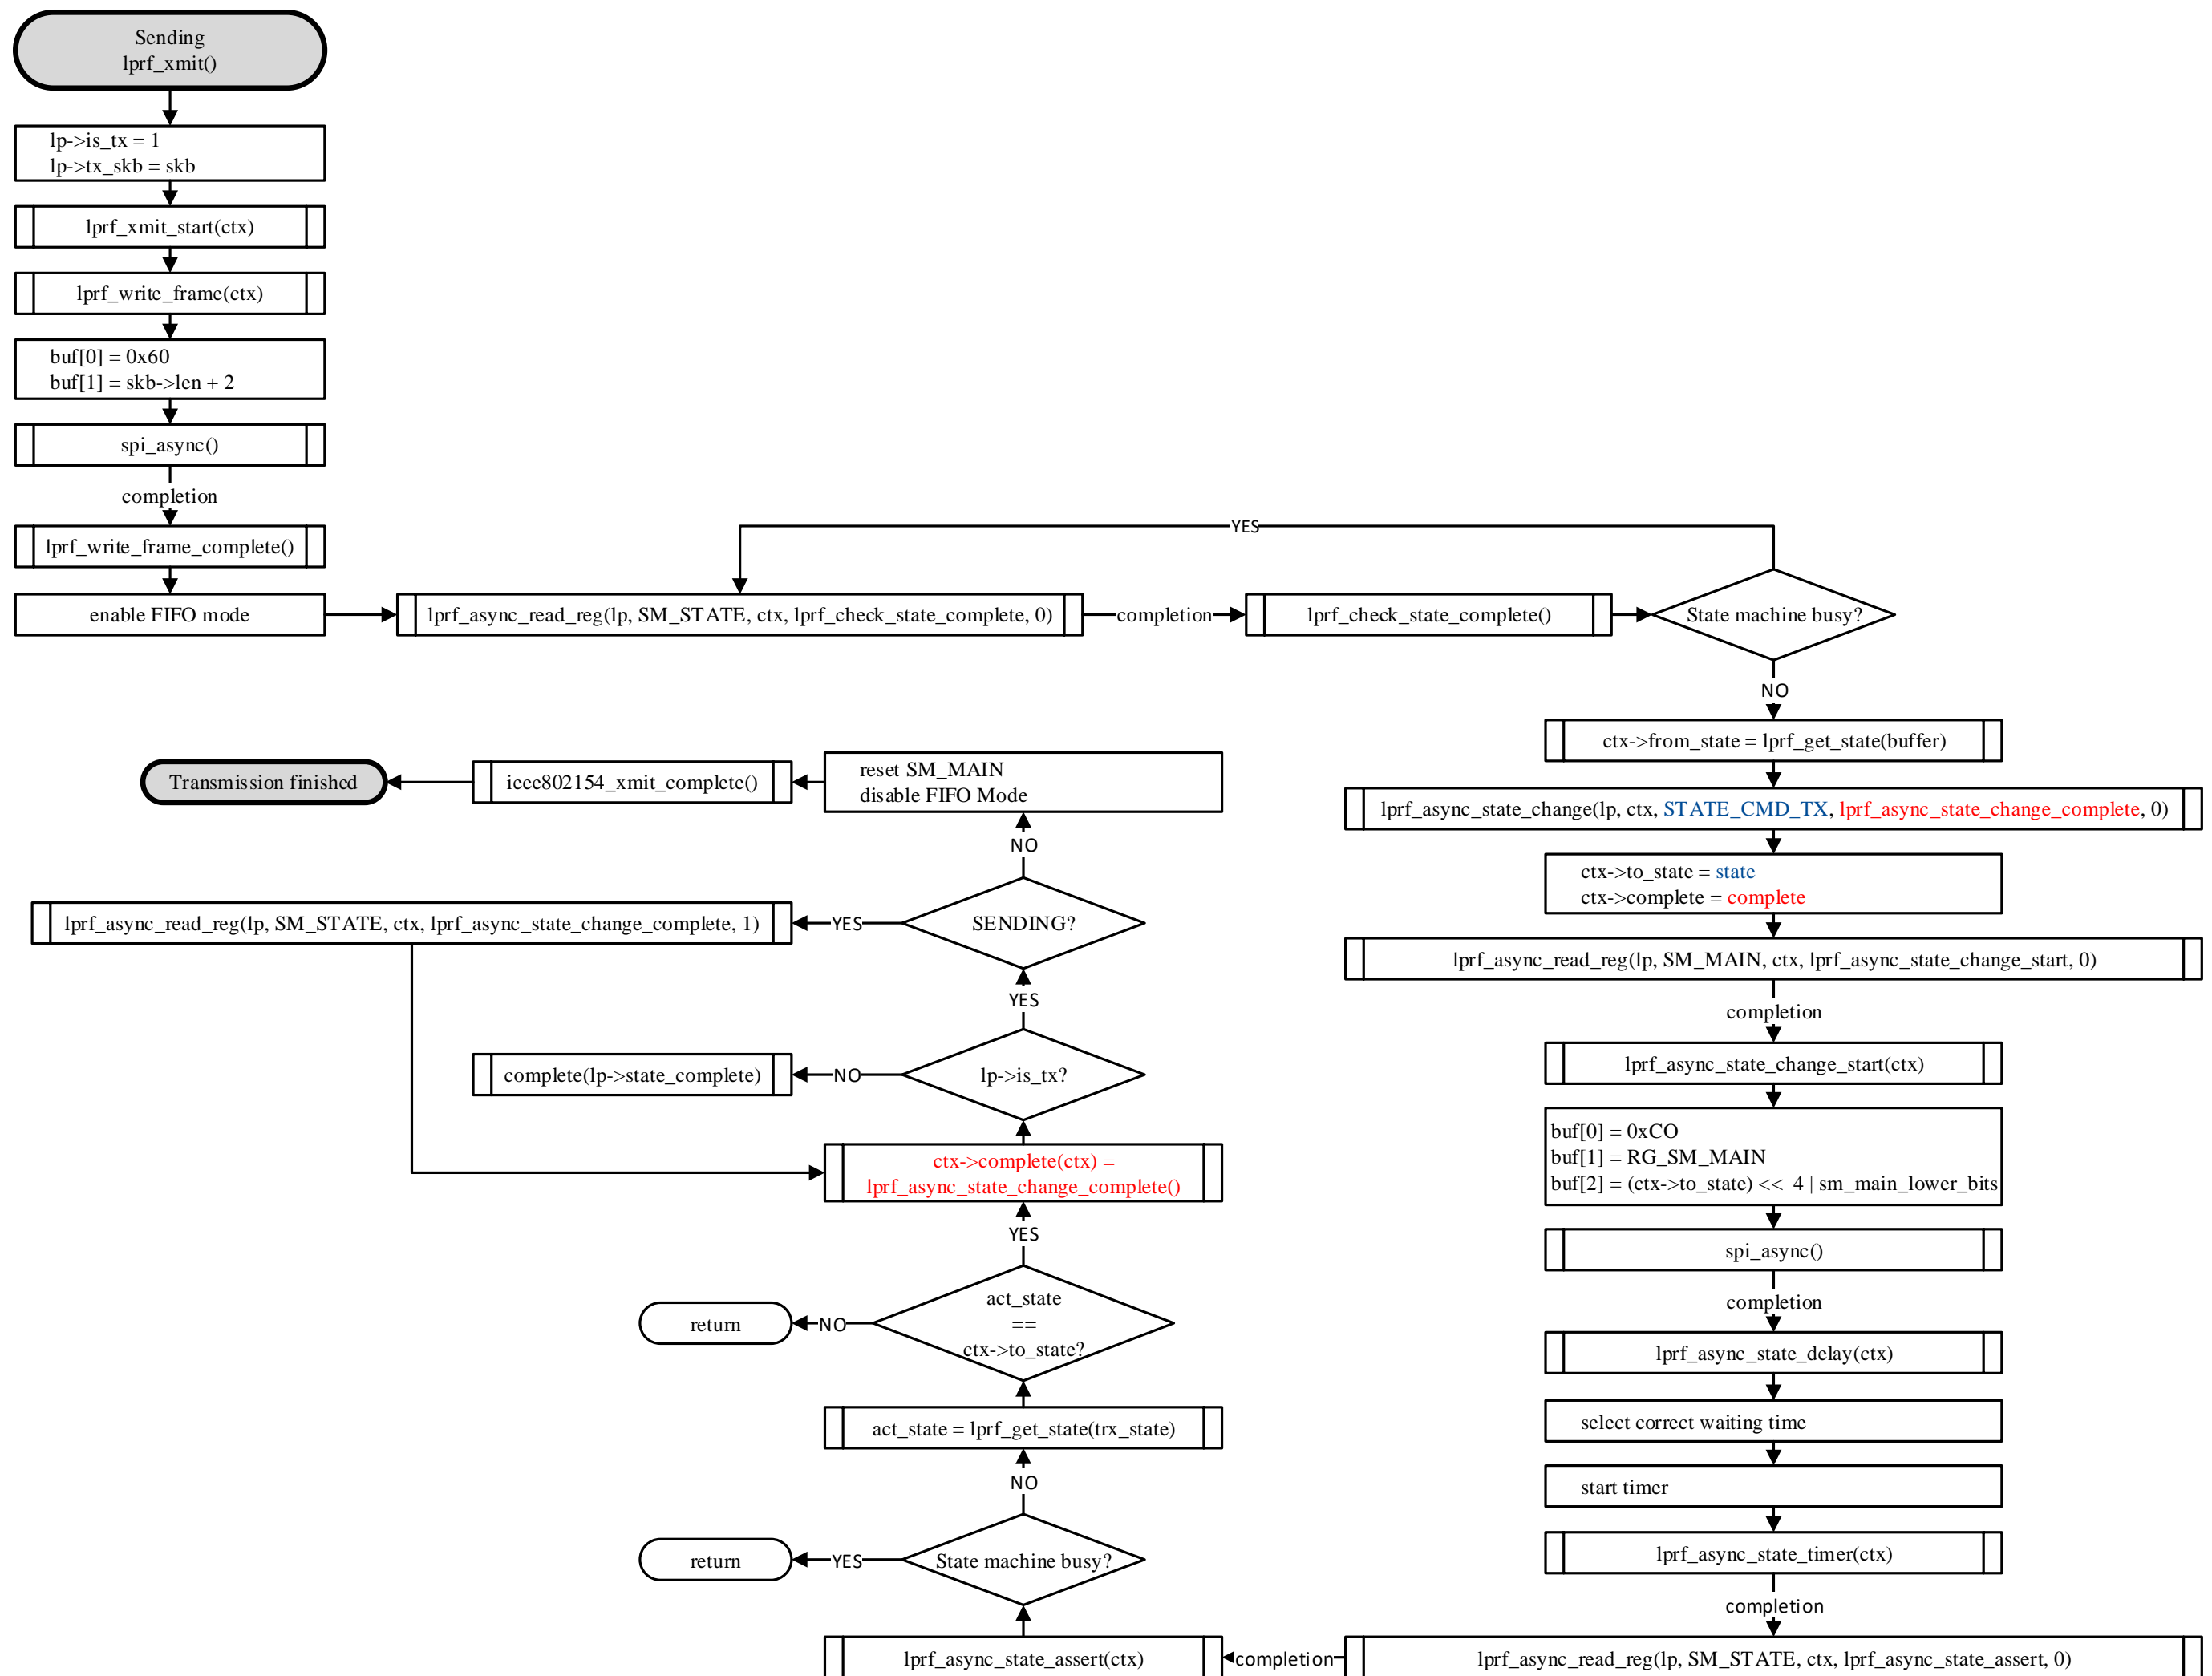 Sending
lprf_xmit()
lp->is_tx = 1
lp->tx_skb = skb
lprf_xmit_start(ctx)
lprf_write_frame(ctx)
buf[0] = 0x60
buf[1] = skb->len + 2
spi_async()
completion
lprf_write_frame_complete()
enable FIFO mode
lprf_async_read_reg(lp, SM_STATE, ctx, lprf_check_state_complete, 0)
completion
lprf_check_state_complete()
State machine busy?
YES
NO
ctx->from_state = lprf_get_state(buffer)
lprf_async_state_change(lp, ctx, STATE_CMD_TX, lprf_async_state_change_complete, 0)
ctx->to_state = state
ctx->complete = complete
lprf_async_read_reg(lp, SM_MAIN, ctx, lprf_async_state_change_start, 0)
completion
lprf_async_state_change_start(ctx)
buf[0] = 0xCO
buf[1] = RG_SM_MAIN
buf[2] = (ctx->to_state) << 4 | sm_main_lower_bits
spi_async()
completion
lprf_async_state_delay(ctx)
select correct waiting time
start timer
lprf_async_state_timer(ctx)
completion
lprf_async_read_reg(lp, SM_STATE, ctx, lprf_async_state_assert, 0)
completion
lprf_async_state_assert(ctx)
State machine busy?
YES
return
NO
act_state = lprf_get_state(trx_state)
act_state
==
ctx->to_state?
NO
return
YES
ctx->complete(ctx) =
lprf_async_state_change_complete()
lp->is_tx?
NO
complete(lp->state_complete)
YES
SENDING?
YES
lprf_async_read_reg(lp, SM_STATE, ctx, lprf_async_state_change_complete, 1)
NO
reset SM_MAIN
disable FIFO Mode
ieee802154_xmit_complete()
Transmission finished